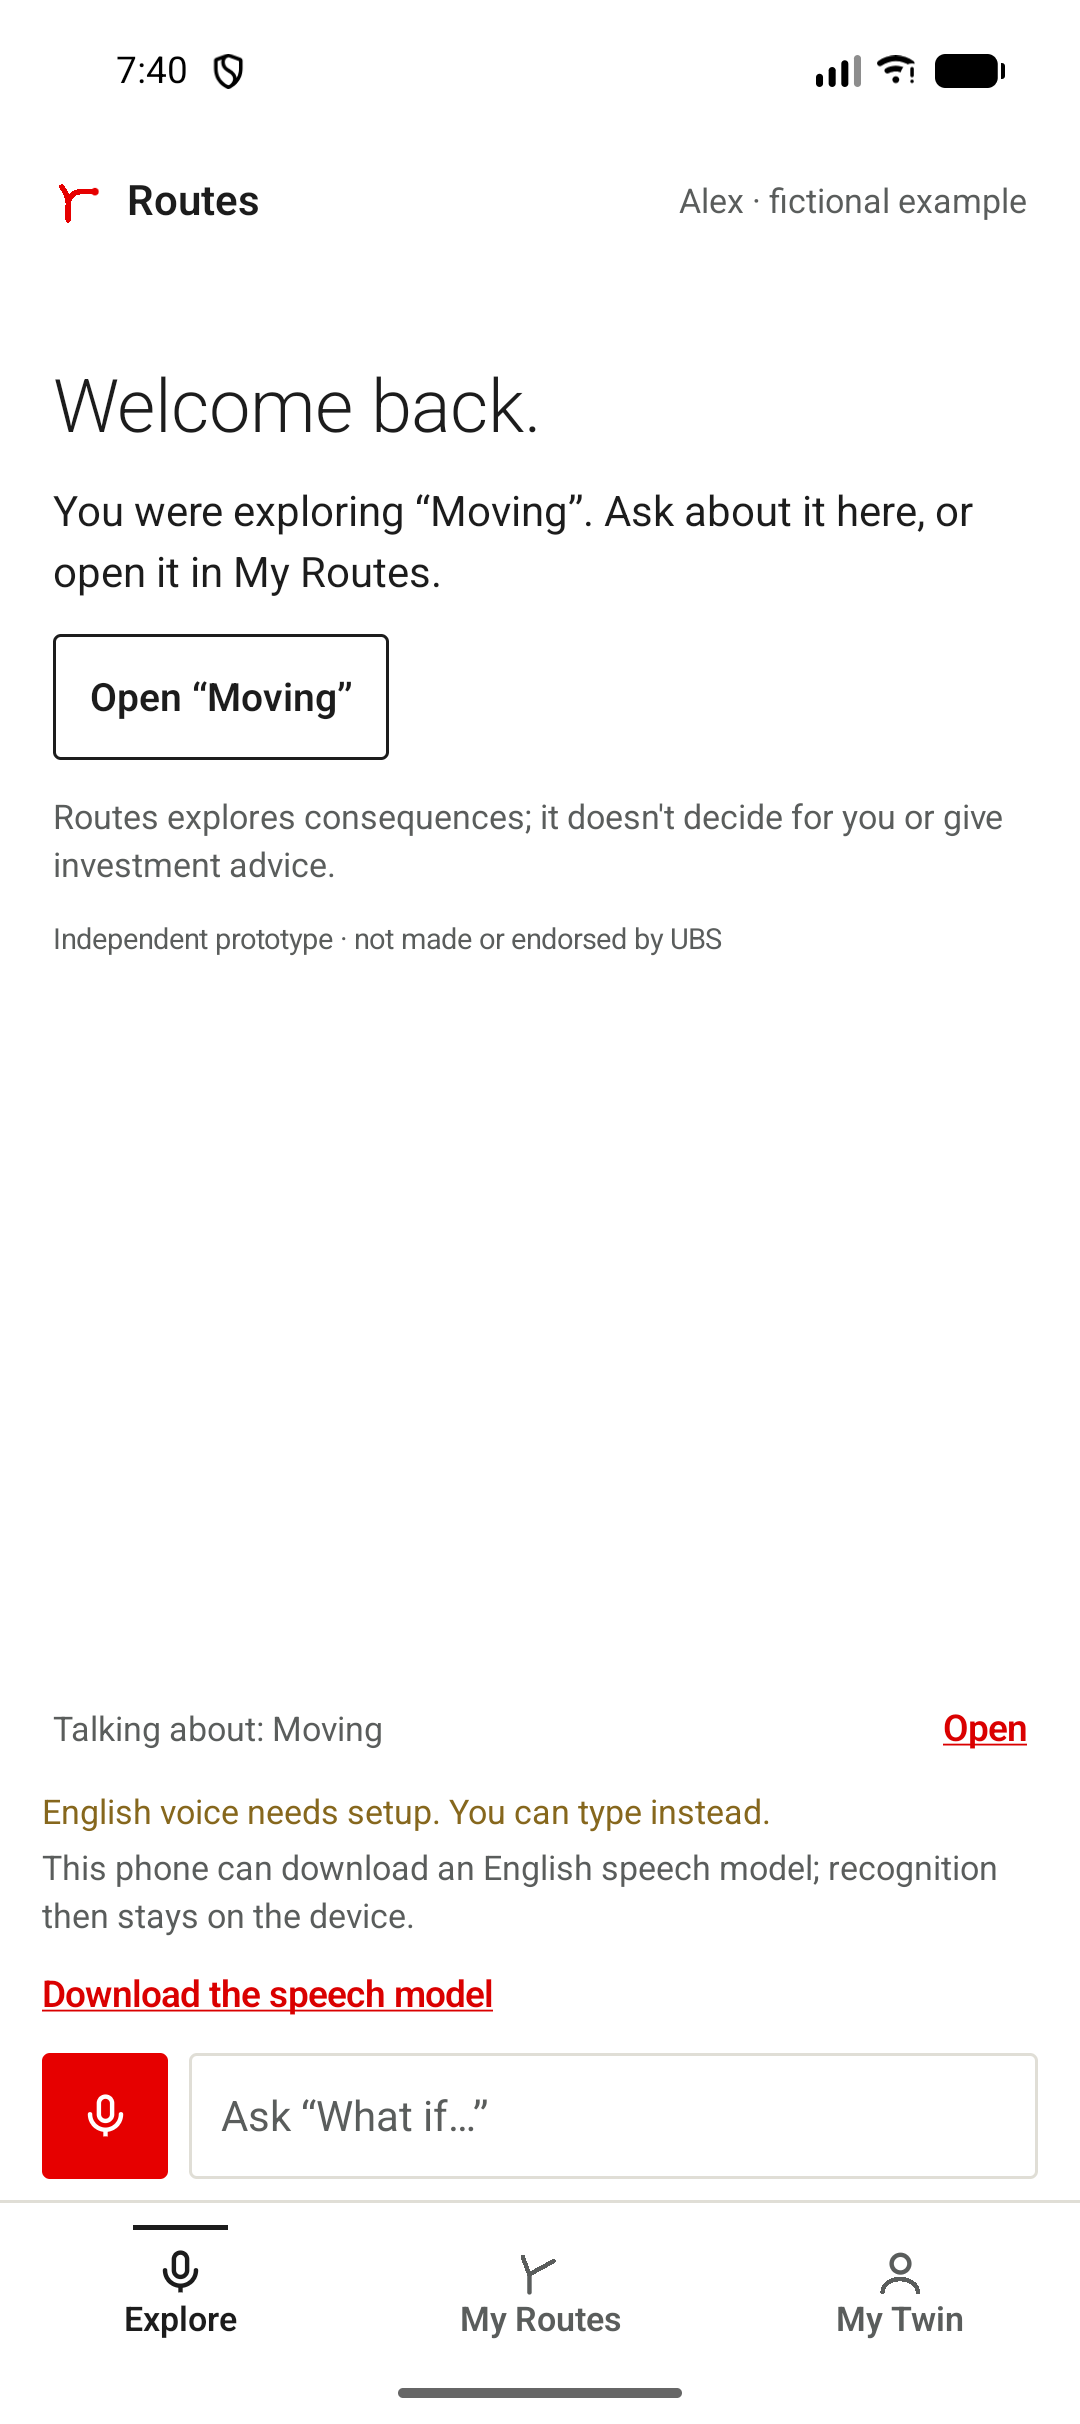 7:40
Routes
Alex · fictional example
Welcome back.
You were exploring “Moving”. Ask about it here, or
open it in My Routes.
Open “Moving”
Routes explores consequences; it doesn't decide for you or give
investment advice.
Independent prototype · not made or endorsed by UBS
Talking about: Moving
Open
English voice needs setup. You can type instead.
This phone can download an English speech model; recognition
then stays on the device.
Download the speech model
Ask “What if…”
Explore
My Routes
My Twin